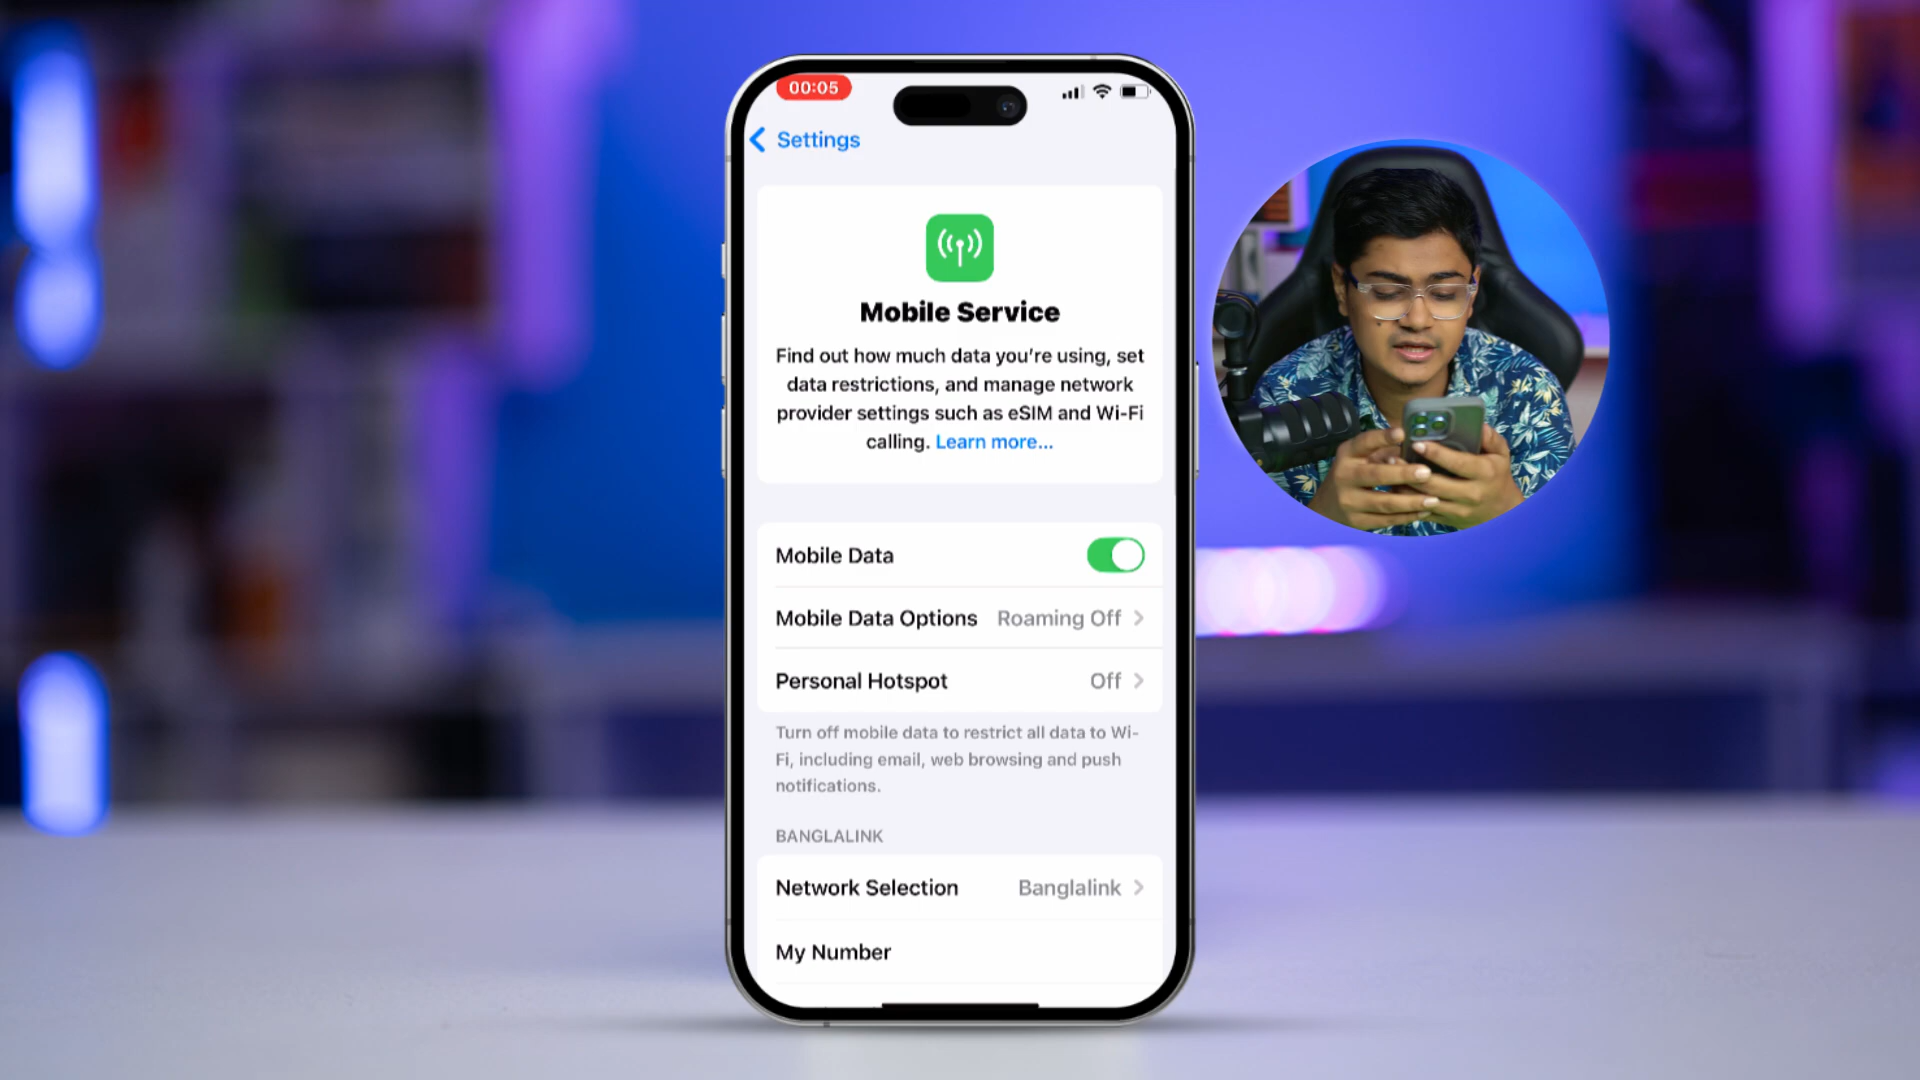 00:05
Settings
Mobile Service
Find out how much data you're using, set
data restrictions, and manage network
provider settings such as eSIM and Wi-Fi
calling. Learn more...
Mobile Data
Mobile Data Options Roaming Off
Personal Hotspot Off
Turn off mobile data to restrict all data to Wi-
Fi, including email, web browsing and push
notifications.
BANGLALINK
Network Selection Banglalink
My Number